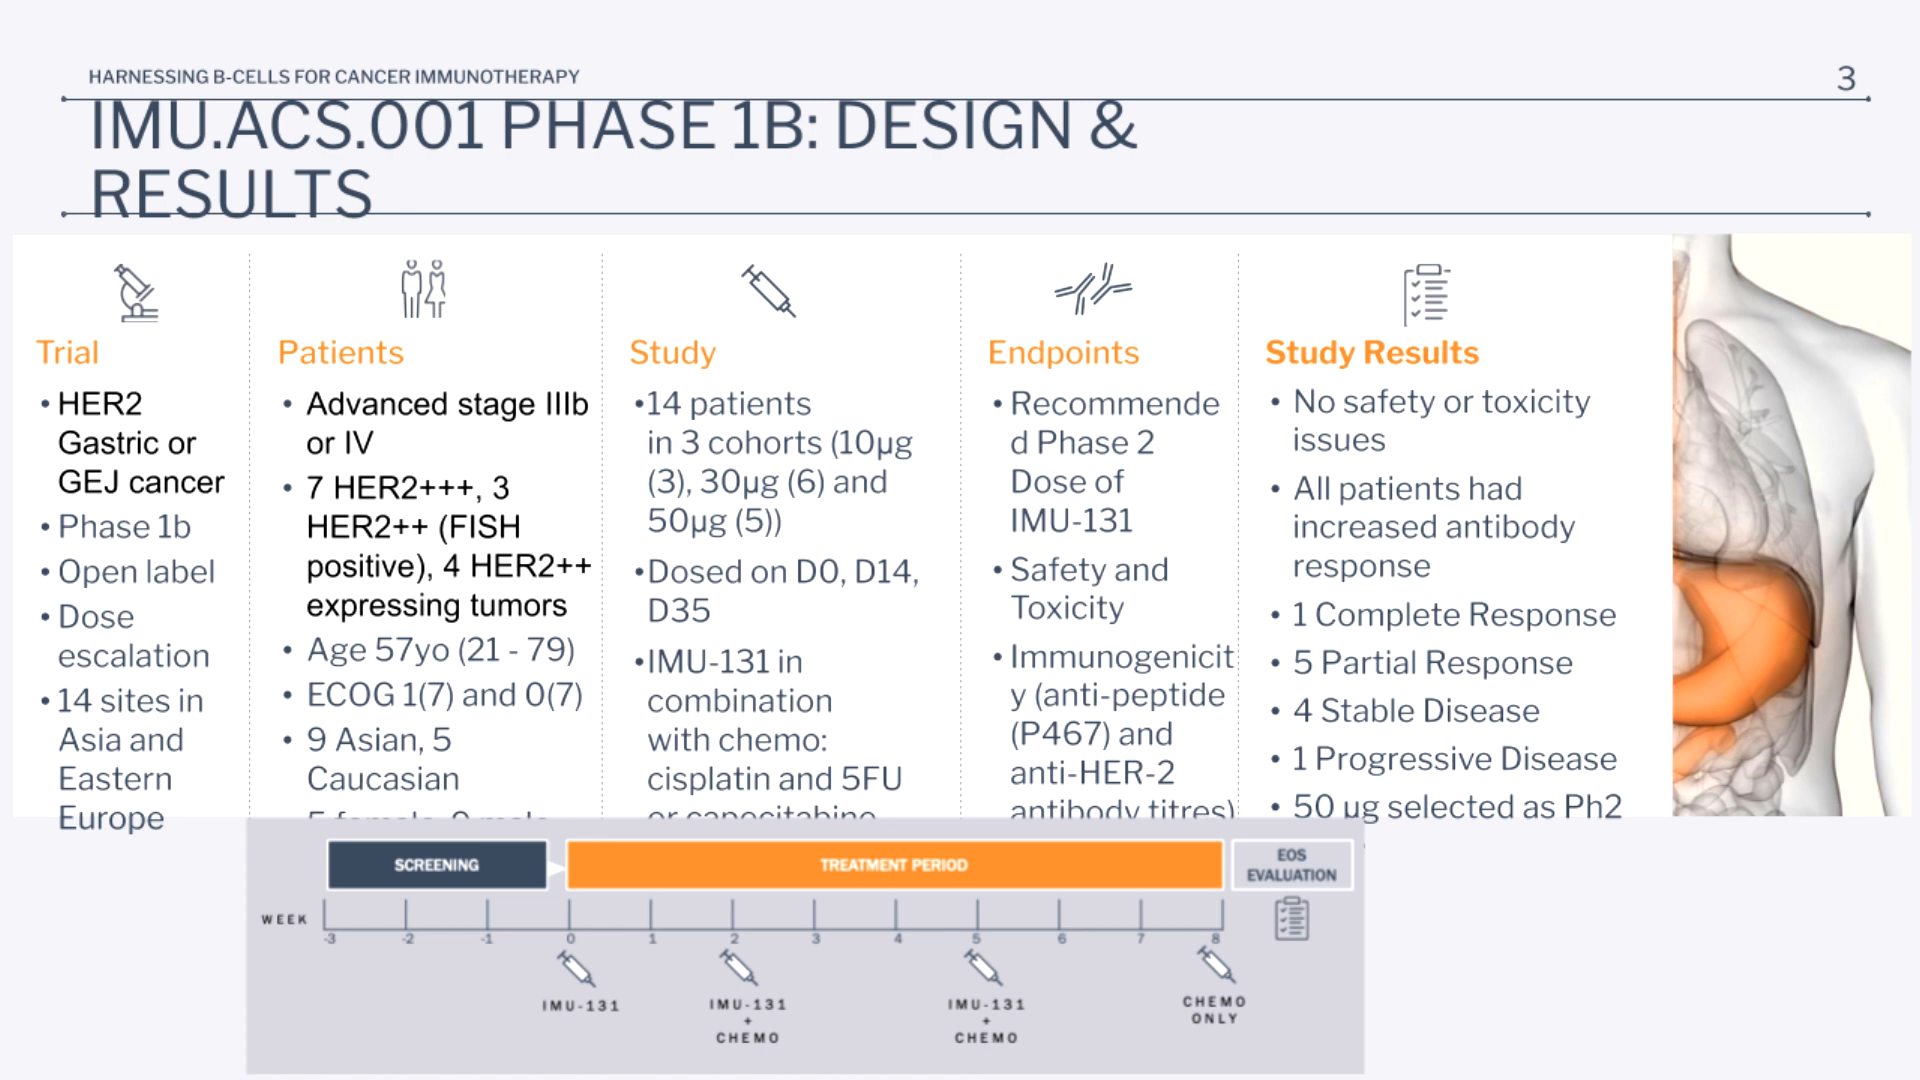 HARNESSING B-CELLS FOR CANCER IMMUNOTHERAPY
3
IMU.ACS.001 PHASE 1B: DESIGN &
RESULTS
Trial
• HER2
Gastric or
GEJ cancer
• Phase 1b
• Open label
• Dose
escalation
• 14 sites in
Asia and
Eastern
Europe
Patients
• Advanced stage IIIb
or IV
• 7 HER2+++, 3
HER2++ (FISH
positive), 4 HER2++
expressing tumors
• Age 57yo (21 - 79)
• ECOG 1(7) and 0(7)
• 9 Asian, 5
Caucasian
Study
•14 patients
in 3 cohorts (10µg
(3), 30µg (6) and
50µg (5))
•Dosed on D0, D14,
D35
•IMU-131 in
combination
with chemo:
cisplatin and 5FU
or capecitabine
Endpoints
• Recommende
d Phase 2
Dose of
IMU-131
• Safety and
Toxicity
• Immunogenicit
y (anti-peptide
(P467) and
anti-HER-2
antibody titres)
Study Results
• No safety or toxicity
issues
• All patients had
increased antibody
response
• 1 Complete Response
• 5 Partial Response
• 4 Stable Disease
• 1 Progressive Disease
• 50 µg selected as Ph2
SCREENING
TREATMENT PERIOD
EOS
EVALUATION
WEEK
-3 -2 -1 0 1 2 3 4 5 6 7 8
IMU-131
IMU-131
+
CHEMO
IMU-131
+
CHEMO
CHEMO
ONLY